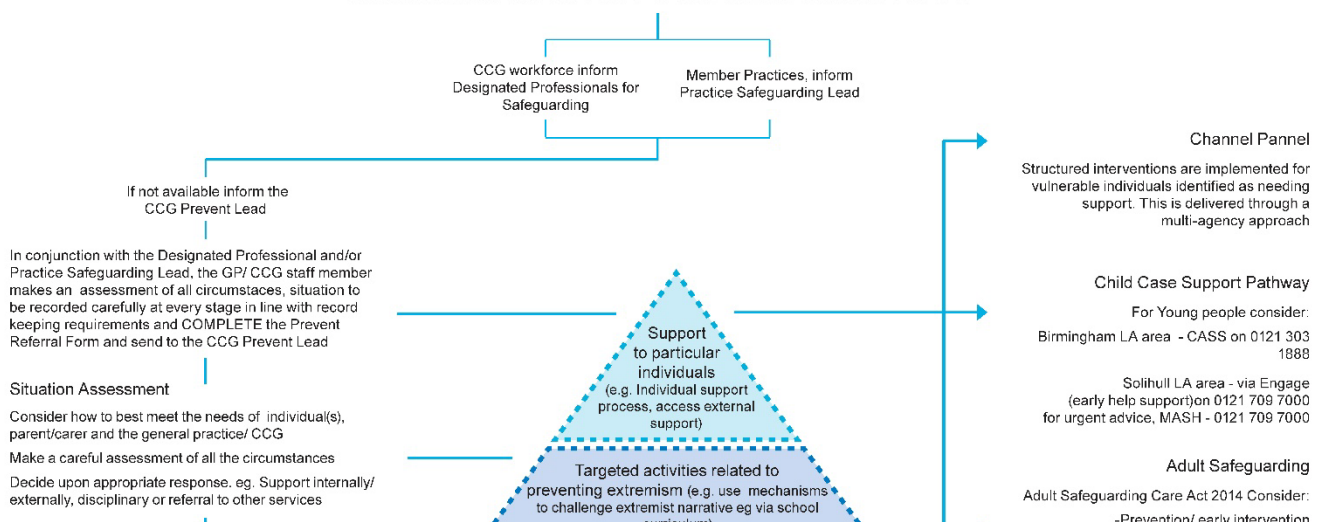 CCG workforce inform
Designated Professionals for
Safeguarding
Member Practices, inform
Practice Safeguarding Lead
If not available inform the
CCG Prevent Lead
In conjunction with the Designated Professional and/or
Practice Safeguarding Lead, the GP/ CCG staff member
makes an assessment of all circumstaces, situation to
be recorded carefully at every stage in line with record
keeping requirements and COMPLETE the Prevent
Referral Form and send to the CCG Prevent Lead
Situation Assessment
Consider how to best meet the needs of individual(s),
parent/carer and the general practice/ CCG
Make a careful assessment of all the circumstances
Decide upon appropriate response. eg. Support internally/
externally, disciplinary or referral to other services
Support
to particular
individuals
(e.g. Individual support
process, access external
support)
Targeted activities related to
preventing extremism (e.g. use mechanisms
to challenge extremist narrative eg via school
curriculum)
Channel Pannel
Structured interventions are implemented for
vulnerable individuals identified as needing
support. This is delivered through a
multi-agency approach
Child Case Support Pathway
For Young people consider:
Birmingham LA area - CASS on 0121 303
1888
Solihull LA area - via Engage
(early help support)on 0121 709 7000
for urgent advice, MASH - 0121 709 7000
Adult Safeguarding
Adult Safeguarding Care Act 2014 Consider:
-Prevention/ early intervention